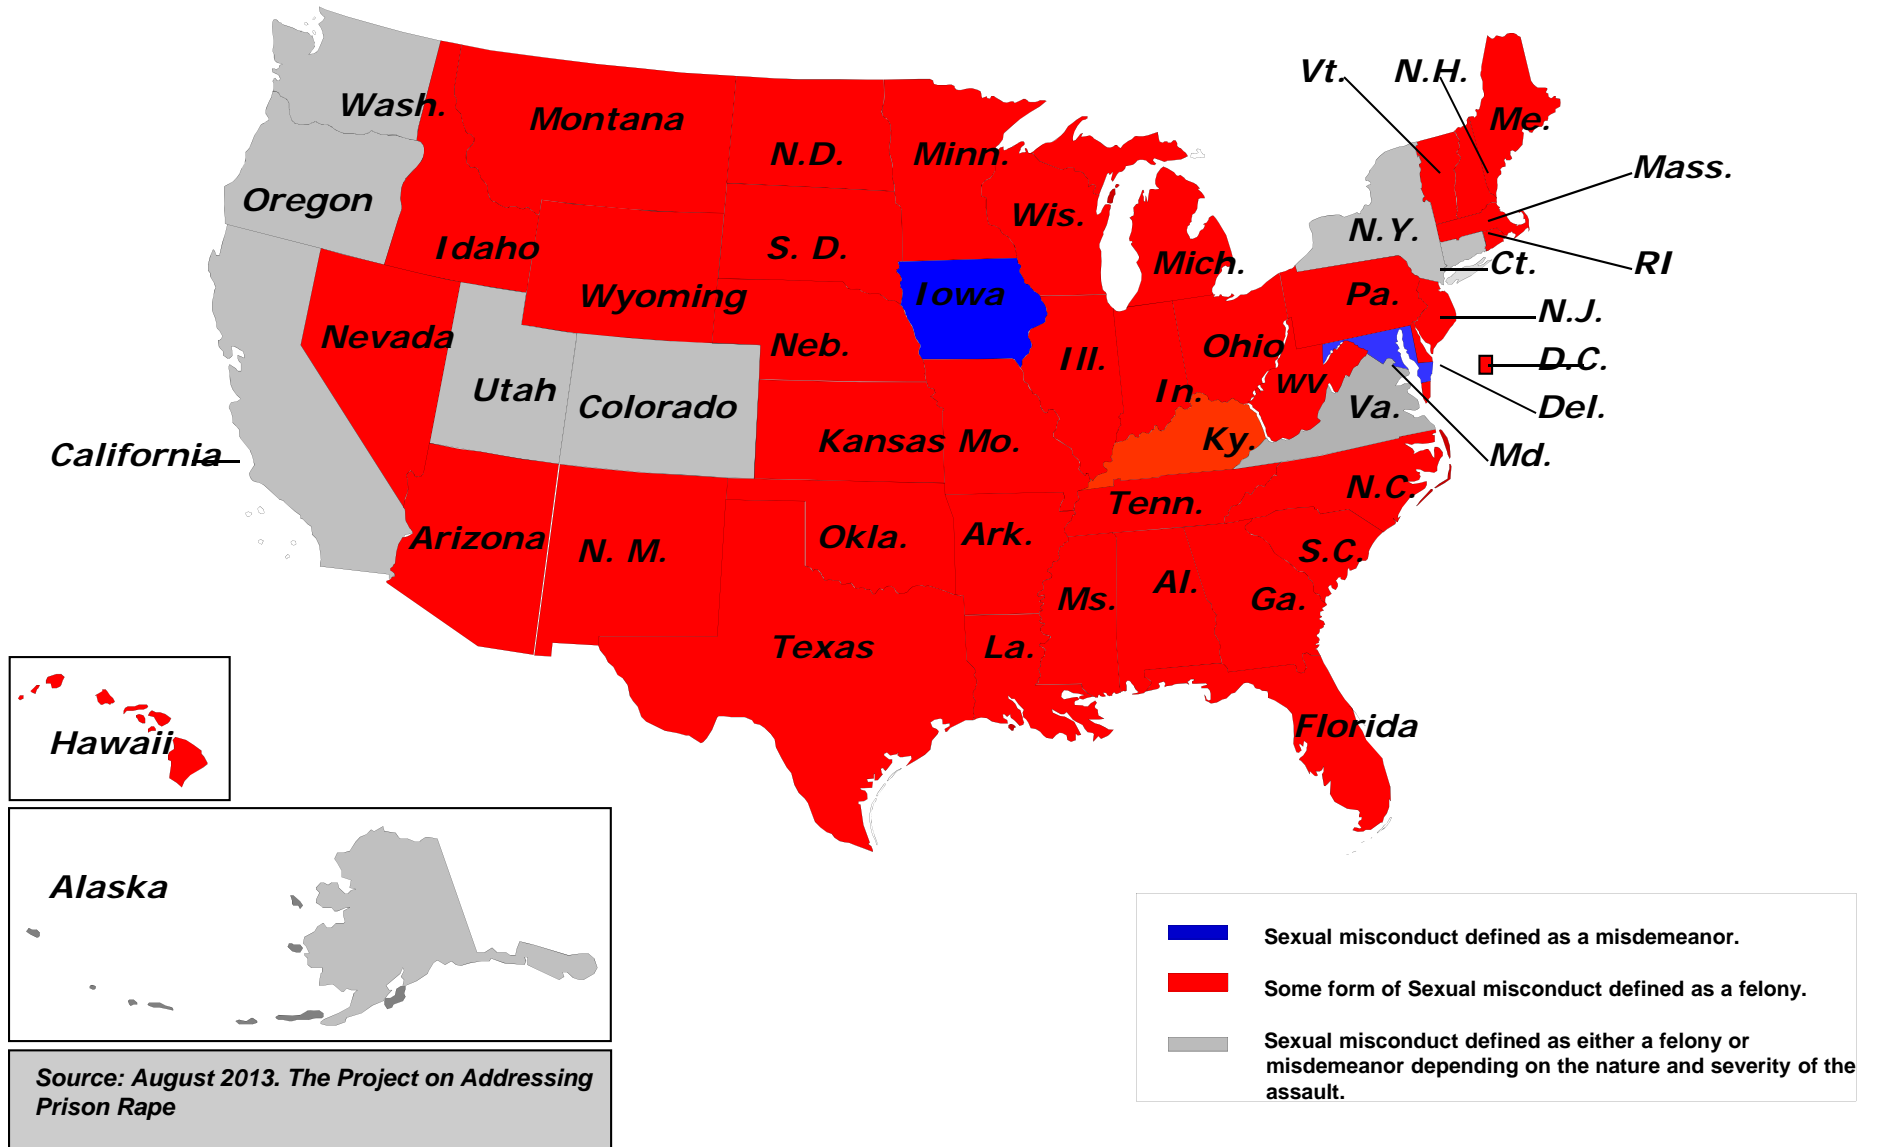 Vt.
N.H.
Wash.
Montana
Me.
N.D.
Minn.
Mass.
Oregon
Wis.
N.Y.
Idaho
S. D.
Mich.
Ct.
RI
Wyoming
Iowa
Pa.
N.J.
Nevada
Neb.
Ill.
Ohio
D.C.
Utah
Colorado
In.
WV
Va.
Del.
California
Kansas
Mo.
Ky.
Md.
N.C.
Tenn.
Arizona
N. M.
Okla.
Ark.
S.C.
Ms.
Al.
Ga.
Texas
La.
Florida
Hawaii
Alaska
Sexual misconduct defined as a misdemeanor.
Some form of Sexual misconduct defined as a felony.
Sexual misconduct defined as either a felony or
misdemeanor depending on the nature and severity of the
assault.
Source: August 2013. The Project on Addressing
Prison Rape